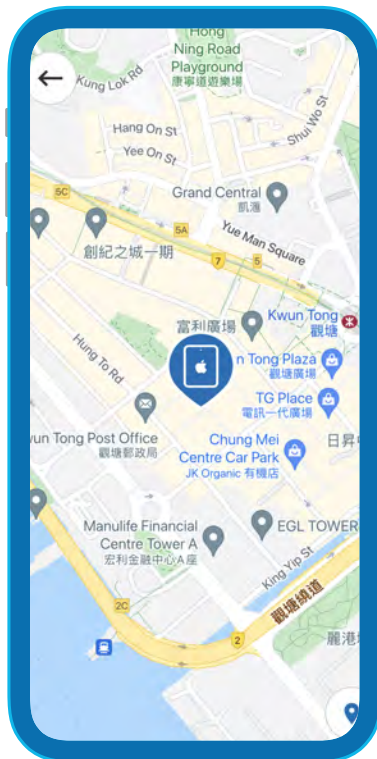 Hong
Ning Road
Playground
康寧道遊樂場
Kung Lok Rd
Shui Wo St
Hang On St
Yee On St
Grand Central
凱滙
5C
5A
創紀之城一期
Yue Man Square
7
5
Kwun Tong
觀塘
富利廣場
n Tong Plaza
觀塘廣場
Hung To Rd
TG Place
電訊一代廣場
wun Tong Post Office
觀塘郵政局
Chung Mei
Centre Car Park
JK Organic 有機店
日昇
Manulife Financial
Centre Tower A
宏利金融中心A座
EGL TOWER
King Yip St
2C
觀塘繞道
2
麗港